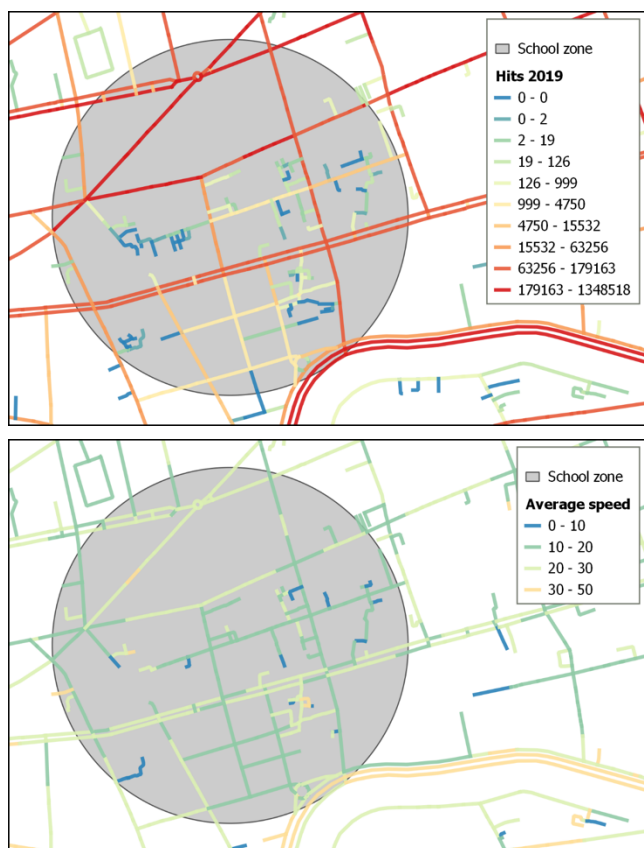 School zone
Hits 2019
0 - 0
0 - 2
2 - 19
19 - 126
126 - 999
999 - 4750
4750 - 15532
15532 - 63256
63256 - 179163
179163 - 1348518
School zone
Average speed
0 - 10
10 - 20
20 - 30
30 - 50